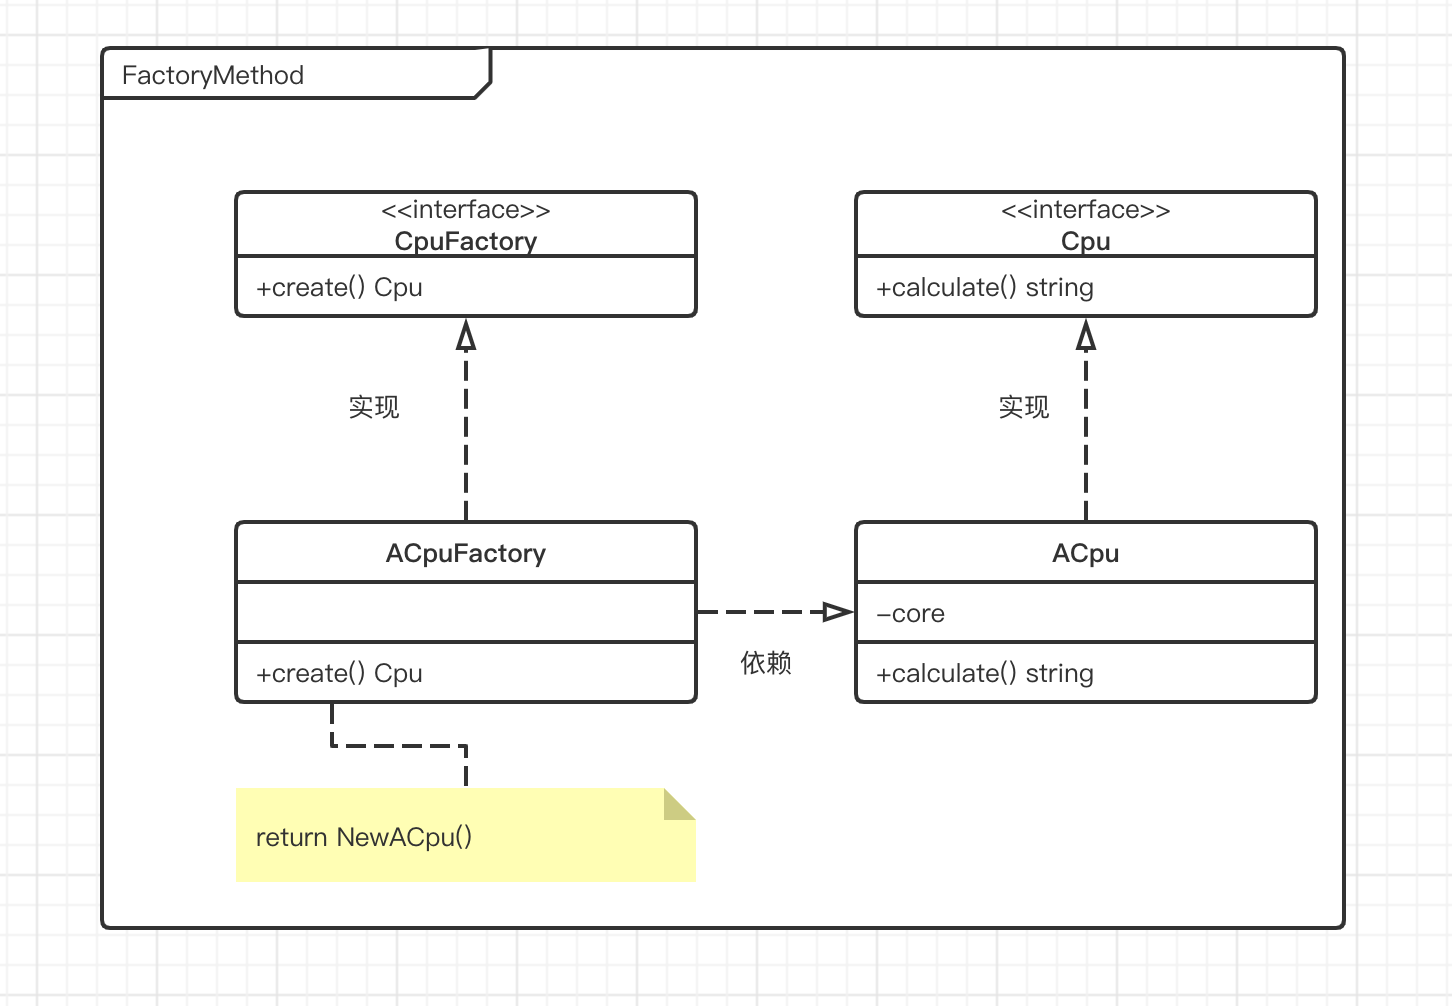 FactoryMethod
<<interface>>
CpuFactory
+create() Cpu
<<interface>>
Cpu
+calculate() string
实现
实现
ACpuFactory
+create() Cpu
依赖
ACpu
-core
+calculate() string
return NewACpu()